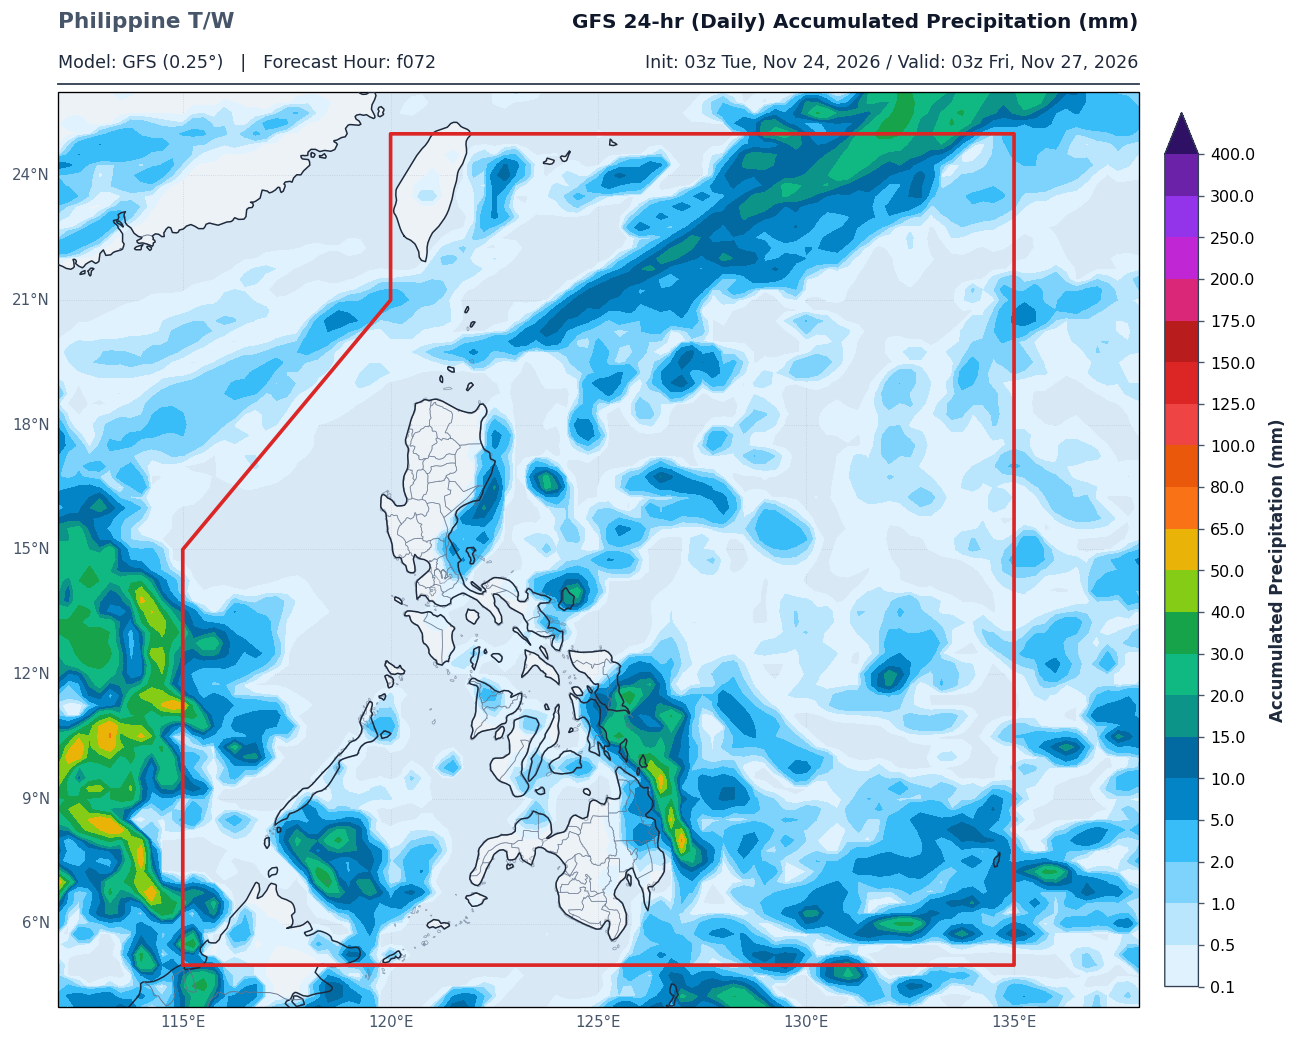 Philippine T/W
GFS 24-hr (Daily) Accumulated Precipitation (mm)
Model: GFS (0.25°)   |   Forecast Hour: f072
Init: 03z Tue, Nov 24, 2026 / Valid: 03z Fri, Nov 27, 2026
24°N
21°N
18°N
15°N
12°N
9°N
6°N
115°E
120°E
125°E
130°E
135°E
400.0
300.0
250.0
200.0
175.0
150.0
125.0
100.0
80.0
65.0
50.0
40.0
30.0
20.0
15.0
10.0
5.0
2.0
1.0
0.5
0.1
Accumulated Precipitation (mm)